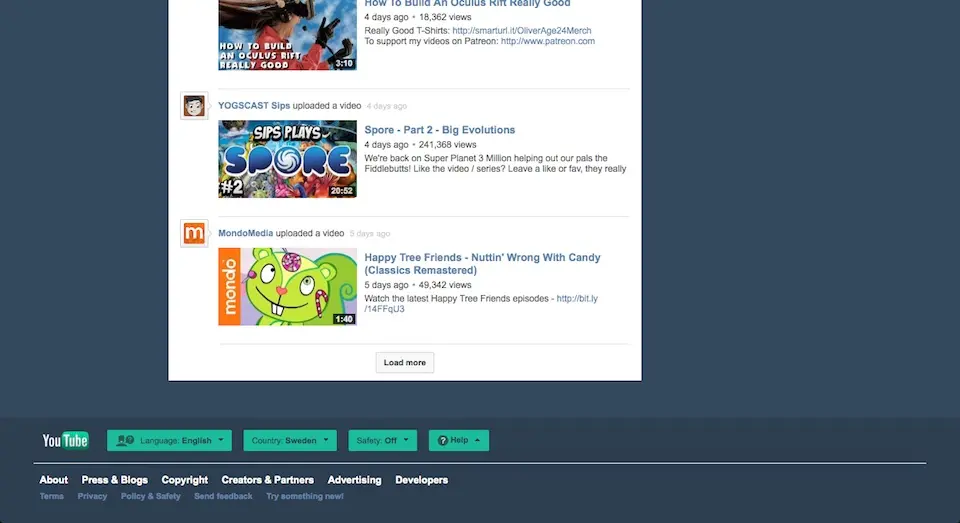 How To Build An Oculus Rift Really Good
4 days ago • 18,362 views
Really Good T-Shirts: http://smarturl.it/OliverAge24Merch
To support my videos on Patreon: http://www.patreon.com
HOW TO BUILD
AN OCULUS RIFT
REALLY GOOD
3:10
YOGSCAST Sips uploaded a video 4 days ago
SIPS PLAYS
SPORE
#2
20:52
Spore - Part 2 - Big Evolutions
4 days ago • 241,368 views
We're back on Super Planet 3 Million helping out our pals the
Fiddlebutts! Like the video / series? Leave a like or fav, they really
m
MondoMedia uploaded a video 5 days ago
mondo
1:40
Happy Tree Friends - Nuttin' Wrong With Candy
(Classics Remastered)
5 days ago • 49,342 views
Watch the latest Happy Tree Friends episodes - http://bit.ly
/14FFqU3
Load more
YouTube
Language: English
Country: Sweden
Safety: Off
? Help
About Press & Blogs Copyright Creators & Partners Advertising Developers
Terms Privacy Policy & Safety Send feedback Try something new!